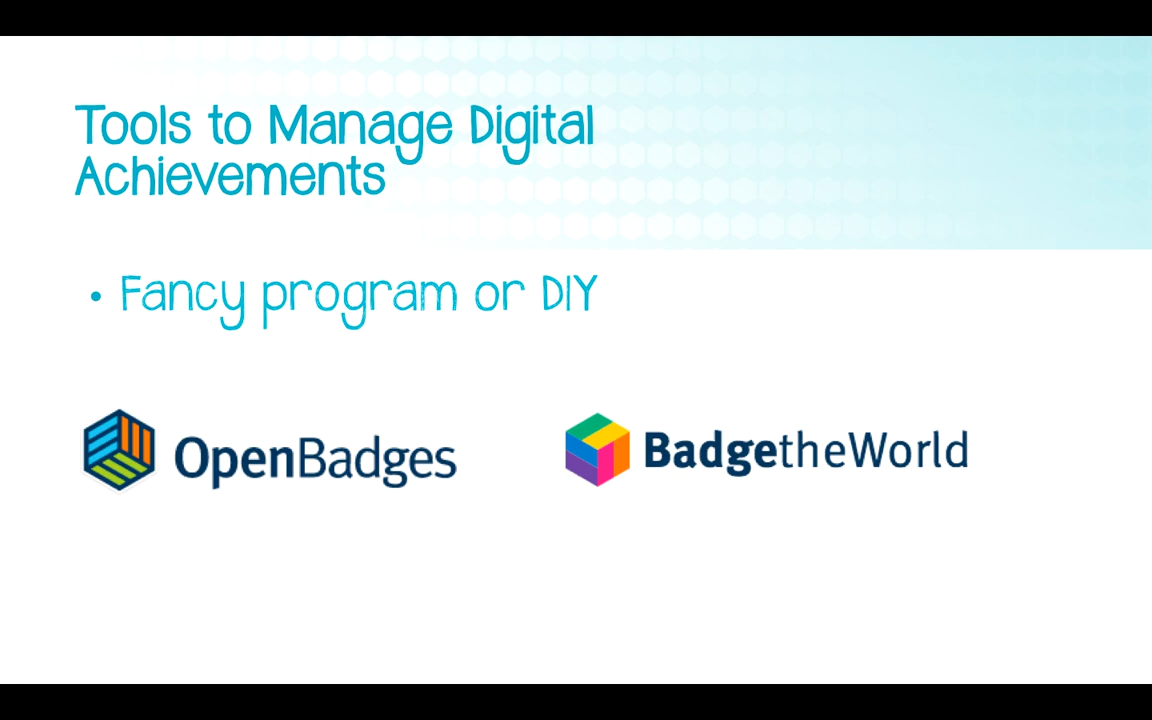 Tools to Manage Digital
Achievements
• Fancy program or DIY
OpenBadges
BadgetheWorld